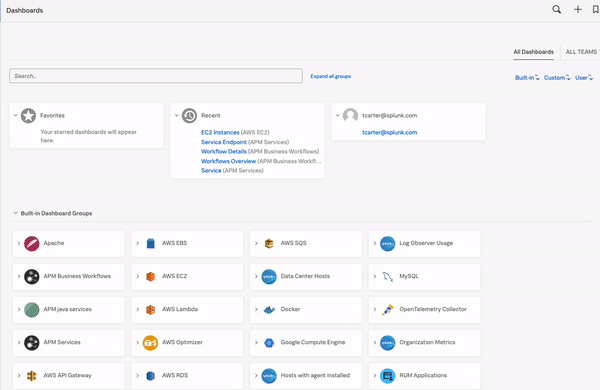 Dashboards
All Dashboards ALL TEAMS
Search...
Expand all groups
Built-in Custom User
Favorites
Your starred dashboards will appear
here.
Recent
EC2 Instances (AWS EC2)
Service Endpoint (APM Services)
Workflow Details (APM Business Workflows)
Workflows Overview (APM Business Workfl...
Service (APM Services)
tcarter@splunk.com
tcarter@splunk.com
Built-in Dashboard Groups
Apache
AWS EBS
AWS SQS
Log Observer Usage
APM Business Workflows
AWS EC2
Data Center Hosts
MySQL
APM java services
AWS Lambda
Docker
OpenTelemetry Collector
APM Services
AWS Optimizer
Google Compute Engine
Organization Metrics
AWS API Gateway
AWS RDS
Hosts with agent installed
RUM Applications